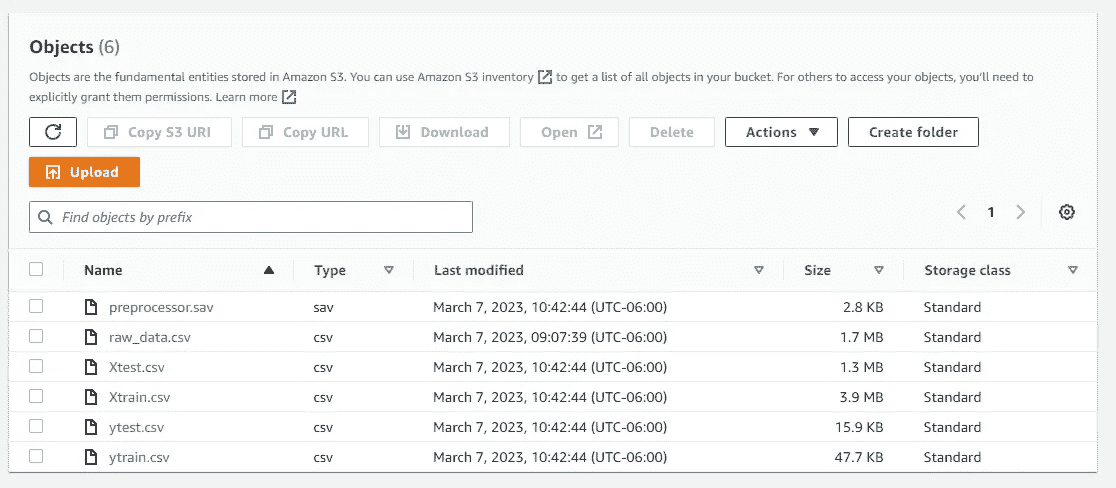 Objects (6)
Objects are the fundamental entities stored in Amazon S3. You can use Amazon S3 inventory to get a list of all objects in your bucket. For others to access your objects, you'll need to
explicitly grant them permissions. Learn more
Copy S3 URI Copy URL Download Open Delete Actions Create folder
Upload
Find objects by prefix 1
Name Type Last modified Size Storage class
preprocessor.sav sav March 7, 2023, 10:42:44 (UTC-06:00) 2.8 KB Standard
raw_data.csv csv March 7, 2023, 09:07:39 (UTC-06:00) 1.7 MB Standard
Xtest.csv csv March 7, 2023, 10:42:44 (UTC-06:00) 1.3 MB Standard
Xtrain.csv csv March 7, 2023, 10:42:44 (UTC-06:00) 3.9 MB Standard
ytest.csv csv March 7, 2023, 10:42:44 (UTC-06:00) 15.9 KB Standard
ytrain.csv csv March 7, 2023, 10:42:44 (UTC-06:00) 47.7 KB Standard